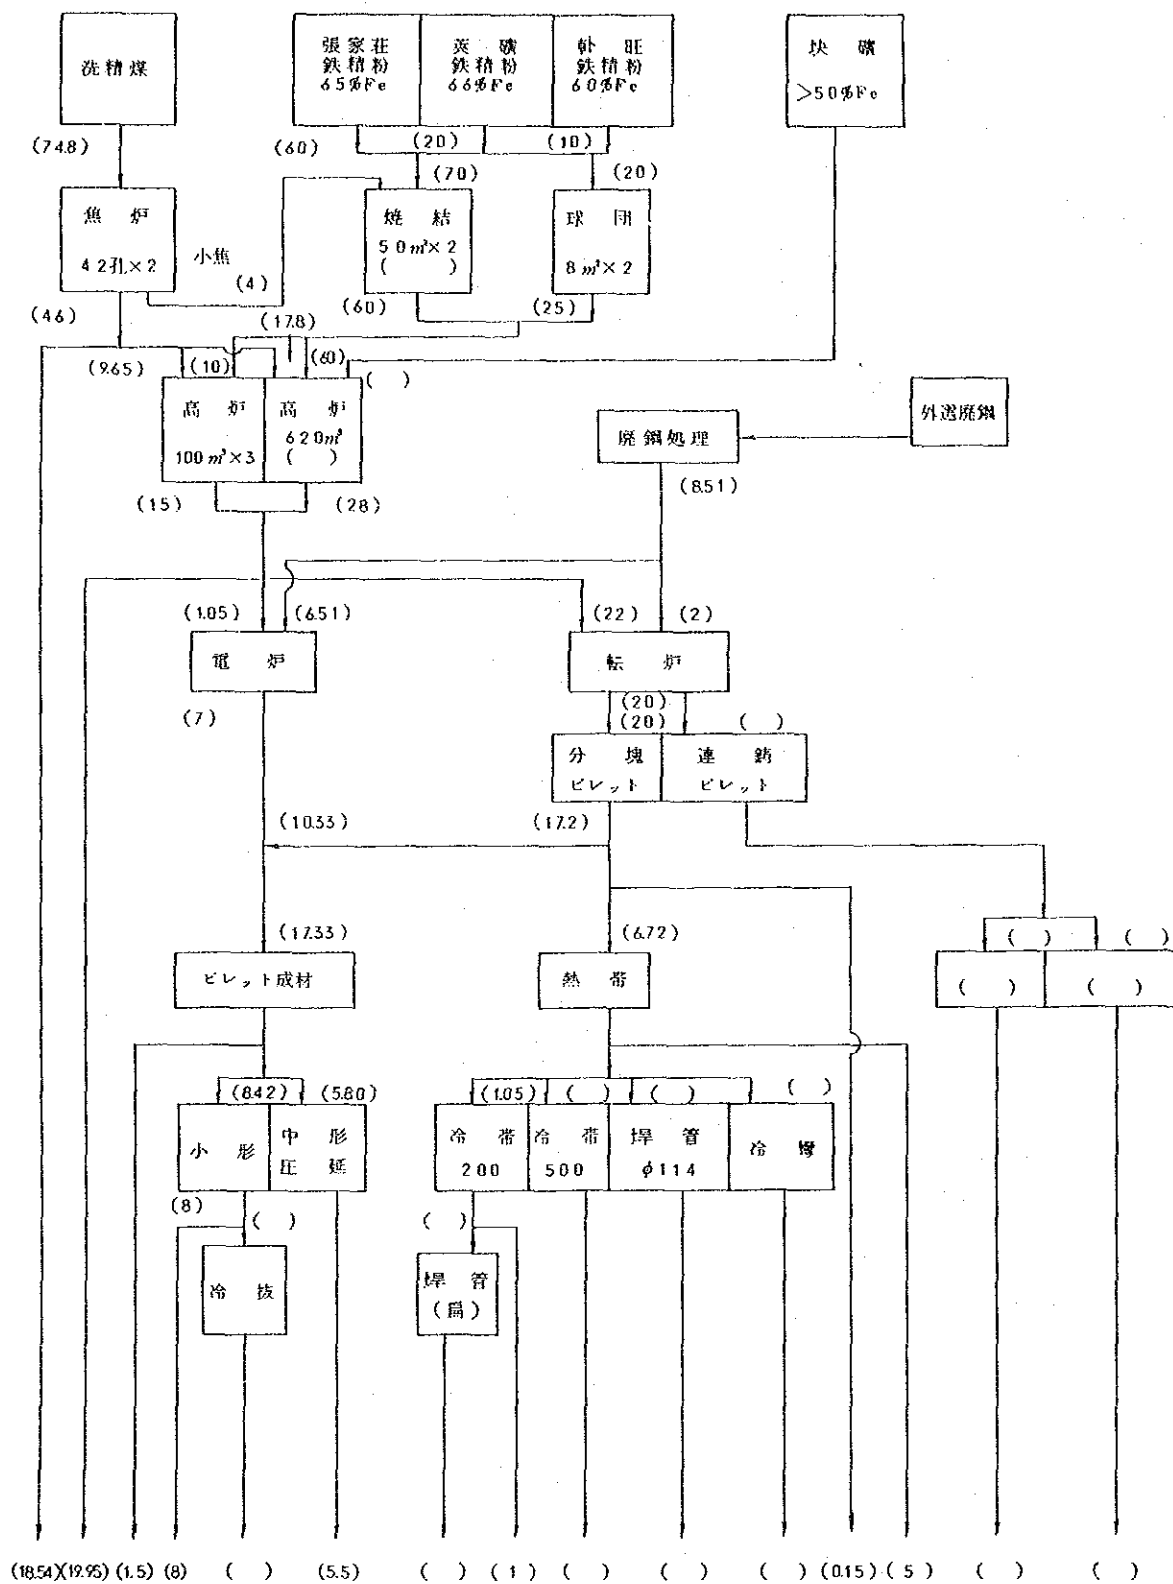 洗精煤
張家荘
鉄精粉
65%Fe
莢礦
鉄精粉
66%Fe
鉄精粉
60%Fe
块礦
>50%Fe
(74.8)
(60)
(20)
(10)
(70)
(20)
焦炉
42孔×2
小焦
(4)
焼結
50㎡×2
( )
球団
8㎡×2
(46)
(60)
(25)
(17.8)
(9.65)
(10)
(60)
( )
高炉
100㎥×3
高炉
620㎥
( )
廃鋼処理
外選廃鋼
(15)
(28)
(8.51)
(1.05)
(6.51)
(22)
(2)
電炉
転炉
(7)
(20)
(20)
( )
分塊
ビレット
連鋳
ビレット
(10.33)
(17.2)
(17.33)
(6.72)
( )
( )
ビレット成材
熱帯
( )
( )
(8.42)
(5.80)
(1.05)
( )
( )
( )
小形
中形
圧延
冷帯
200
冷帯
500
焊管
φ114
冷彎
(8)
( )
( )
冷抜
焊管
(扁)
(18.54)(19.95) (1.5) (8) ( ) (5.5) ( ) (1) ( ) ( ) ( ) (0.15) (5) ( ) ( )